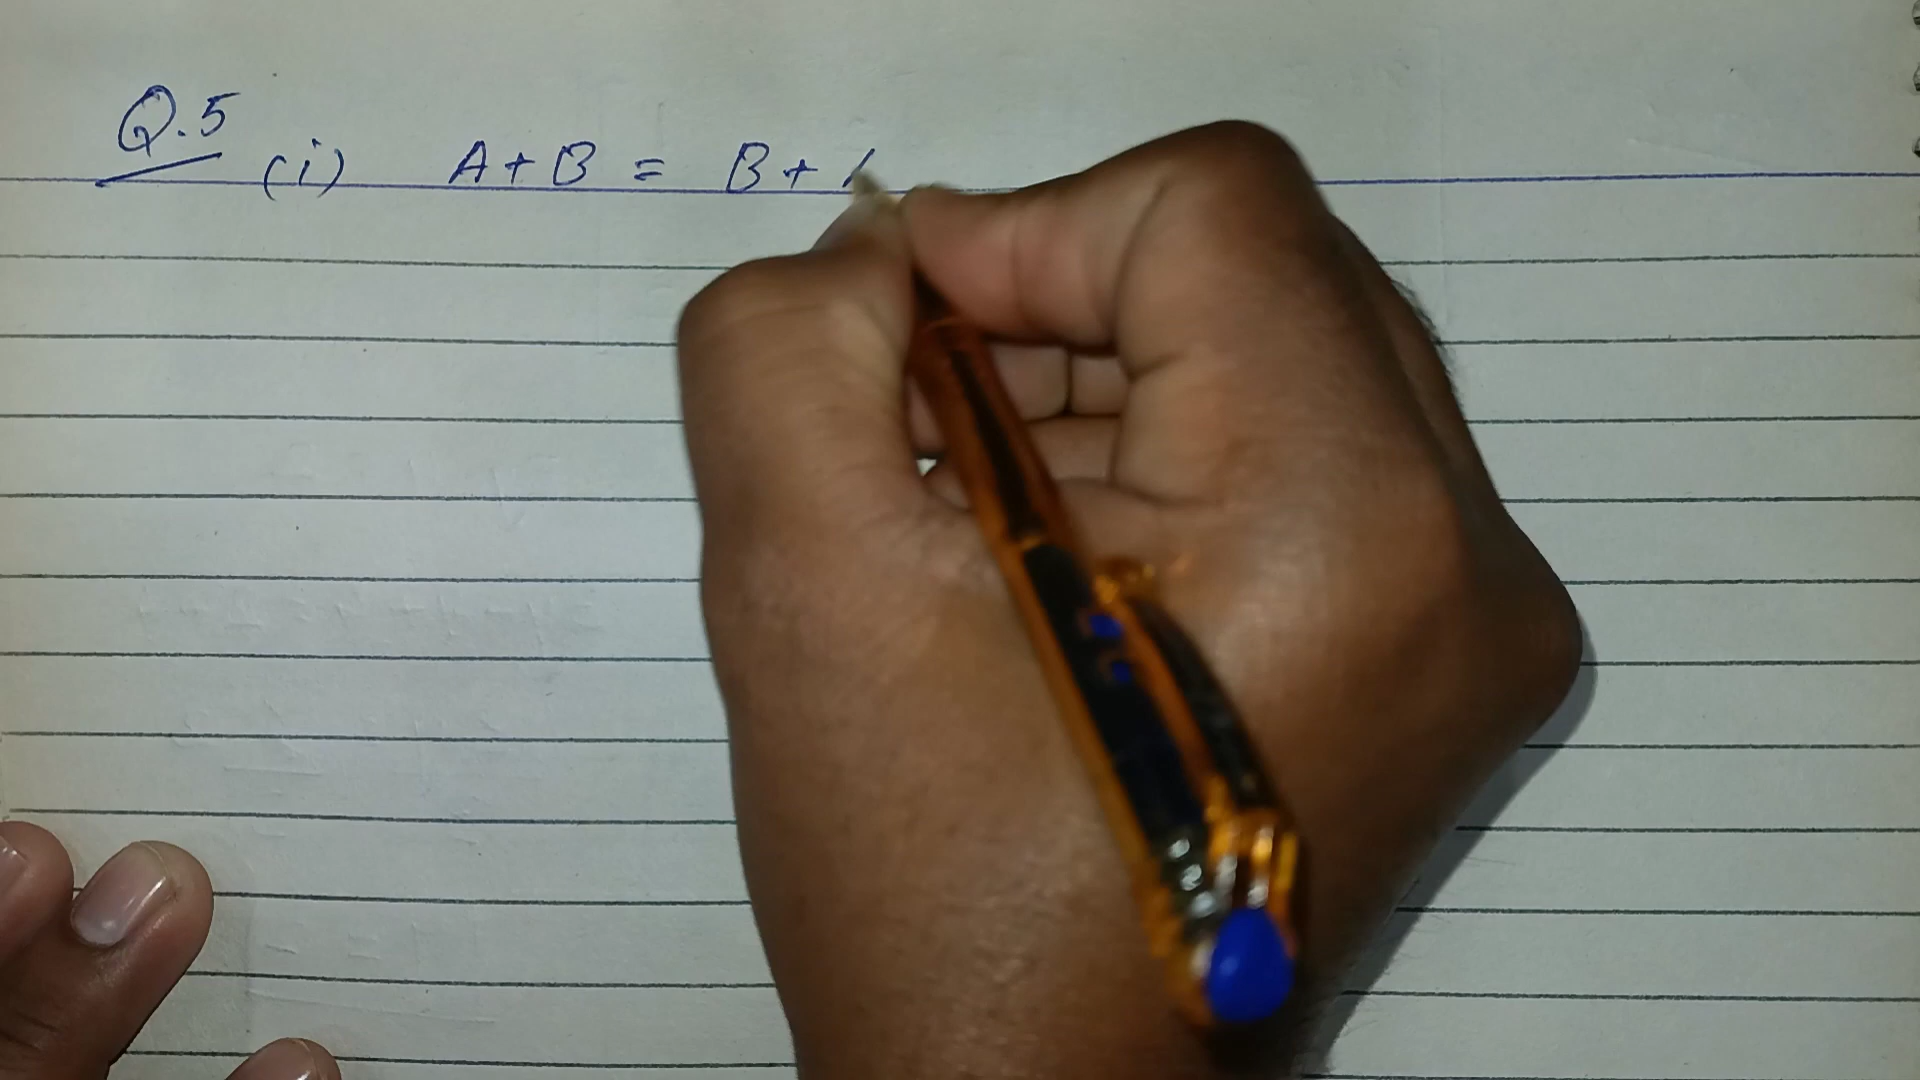 Q.5
(i) A+B = B+